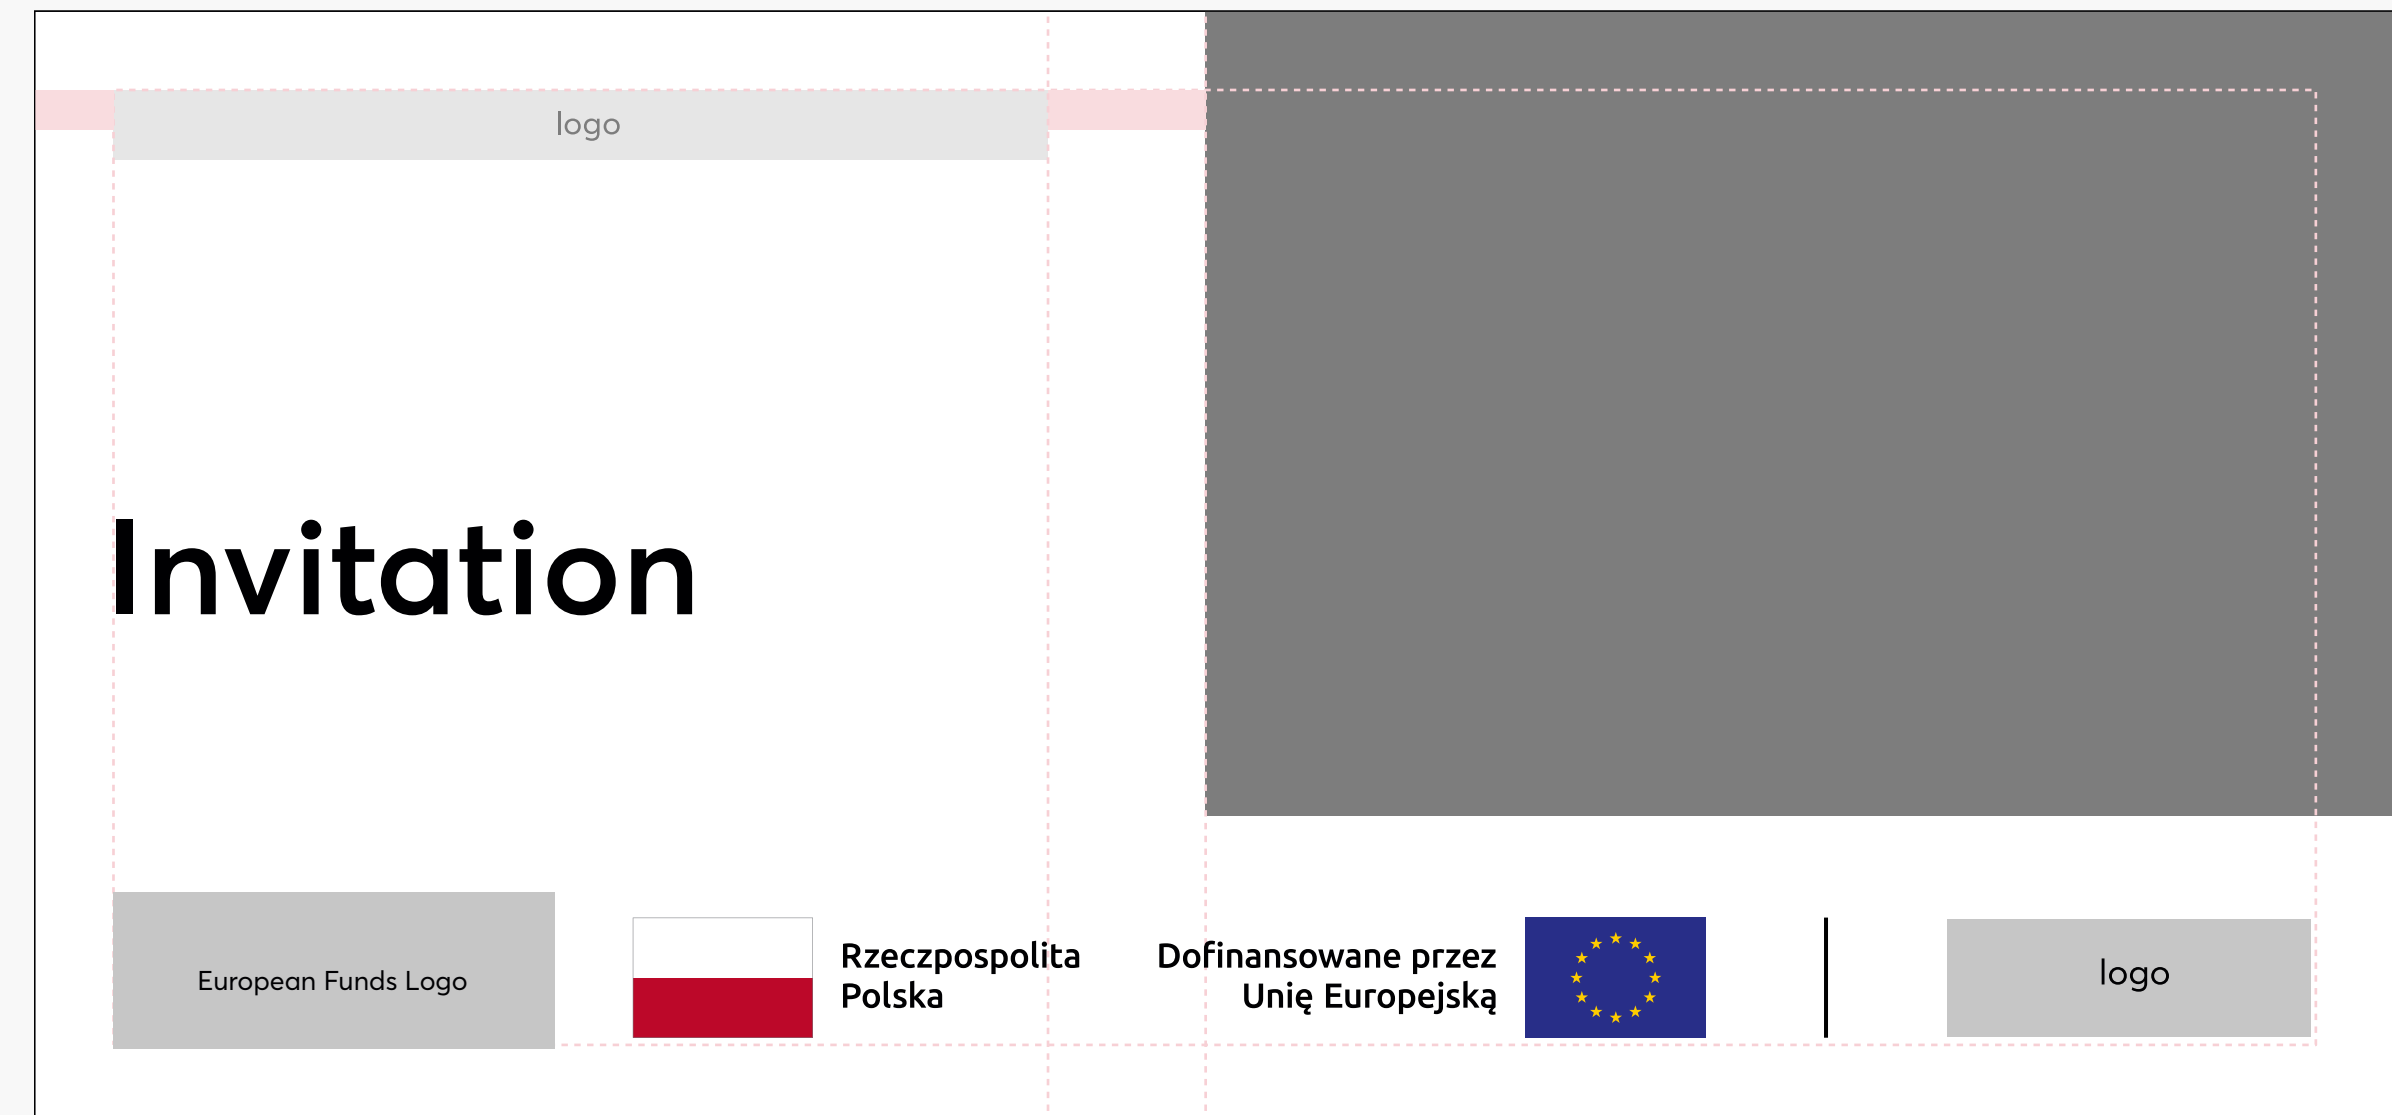 logo
Invitation
European Funds Logo
Rzeczpospolita
Polska
Dofinansowane przez
Unię Europejską
logo